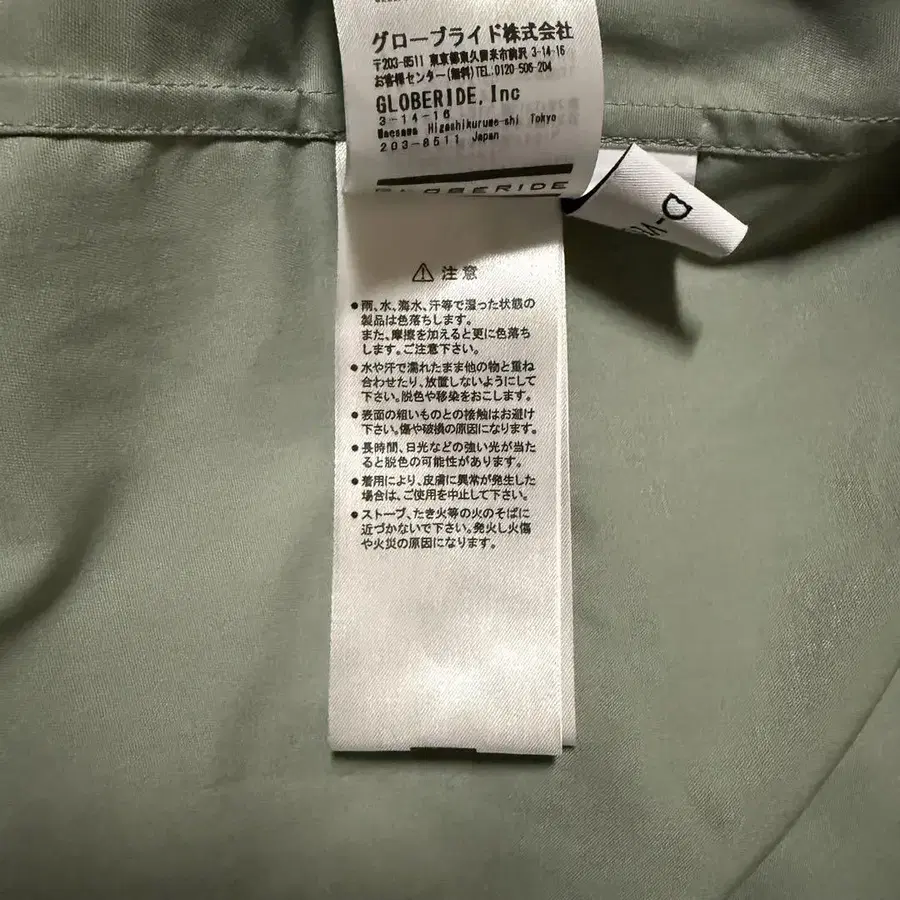 グローブライド株式会社
〒203-8511 東京都東久留米市前沢 3-14-16
お客様センター(無料)TEL:0120-506-204
GLOBERIDE, Inc
3-14-16
Maesawa Higashikurume-shi Tokyo
203-8511 Japan
GLOBERIDE
⚠注意
●雨、水、海水、汗等で湿った状態の
製品は色落ちします。
また、摩擦を加えると更に色落ち
します。ご注意下さい。
●水や汗で濡れたまま他の物と重ね
合わせたり、放置しないようにして
下さい。脱色や移染をおこします。
●表面の粗いものとの接触はお避け
下さい。傷や破損の原因になります。
●長時間、日光などの強い光が当た
ると脱色の可能性があります。
●着用により、皮膚に異常が発生した
場合は、ご使用を中止して下さい。
●ストーブ、たき火等の火のそばに
近づかないで下さい。発火し火傷
や火災の原因になります。